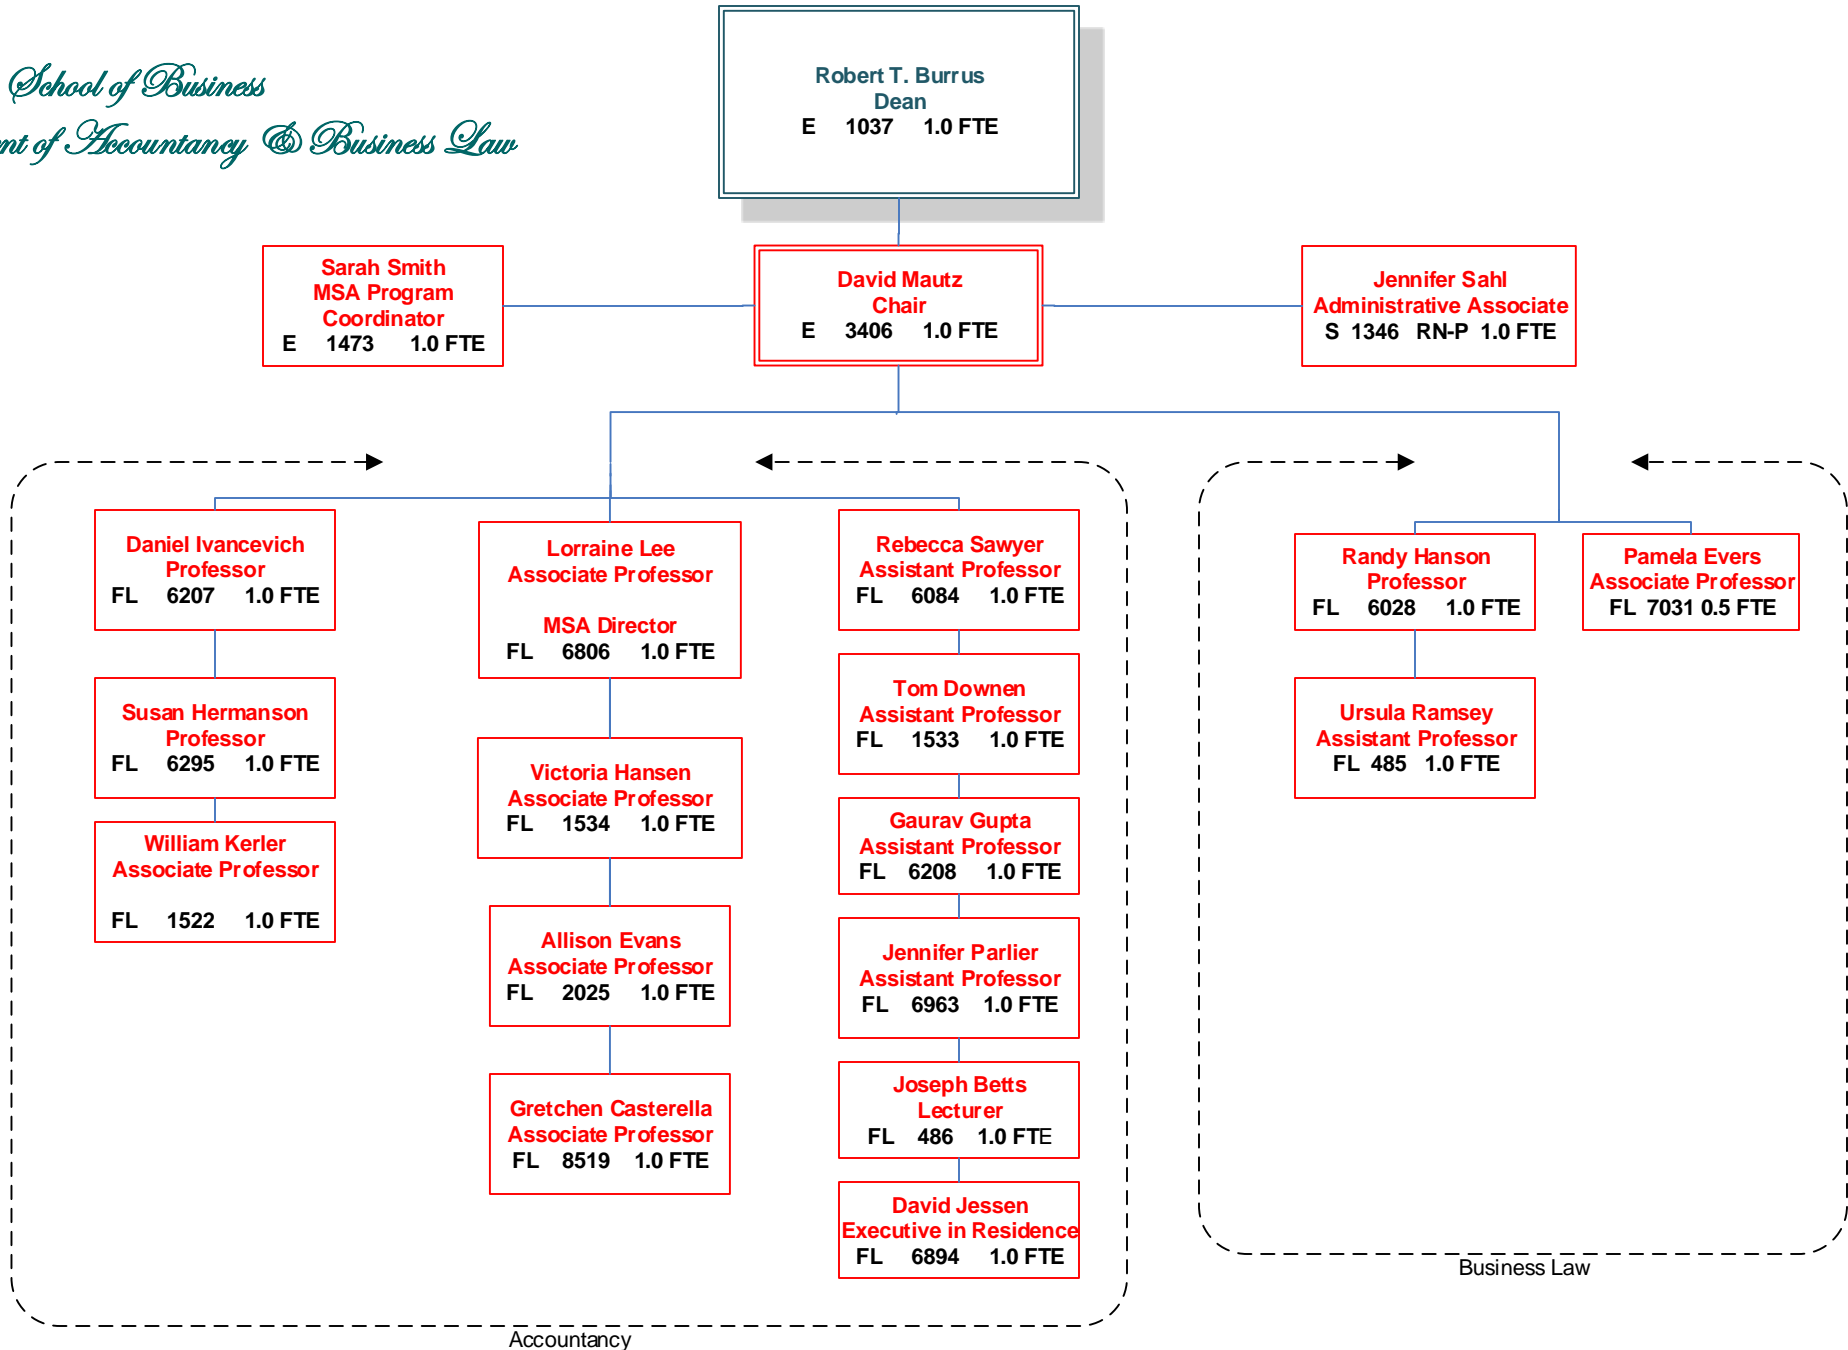 School of Business
nt of Accountancy & Business Law
Robert T. Burrus
Dean
E 1037 1.0 FTE
Sarah Smith
MSA Program
Coordinator
E 1473 1.0 FTE
David Mautz
Chair
E 3406 1.0 FTE
Jennifer Sahl
Administrative Associate
S 1346 RN-P 1.0 FTE
Daniel Ivancevich
Professor
FL 6207 1.0 FTE
Susan Hermanson
Professor
FL 6295 1.0 FTE
William Kerler
Associate Professor
FL 1522 1.0 FTE
Lorraine Lee
Associate Professor
MSA Director
FL 6806 1.0 FTE
Victoria Hansen
Associate Professor
FL 1534 1.0 FTE
Allison Evans
Associate Professor
FL 2025 1.0 FTE
Gretchen Casterella
Associate Professor
FL 8519 1.0 FTE
Rebecca Sawyer
Assistant Professor
FL 6084 1.0 FTE
Tom Downen
Assistant Professor
FL 1533 1.0 FTE
Gaurav Gupta
Assistant Professor
FL 6208 1.0 FTE
Jennifer Parlier
Assistant Professor
FL 6963 1.0 FTE
Joseph Betts
Lecturer
FL 486 1.0 FTE
David Jessen
Executive in Residence
FL 6894 1.0 FTE
Accountancy
Randy Hanson
Professor
FL 6028 1.0 FTE
Ursula Ramsey
Assistant Professor
FL 485 1.0 FTE
Pamela Evers
Associate Professor
FL 7031 0.5 FTE
Business Law